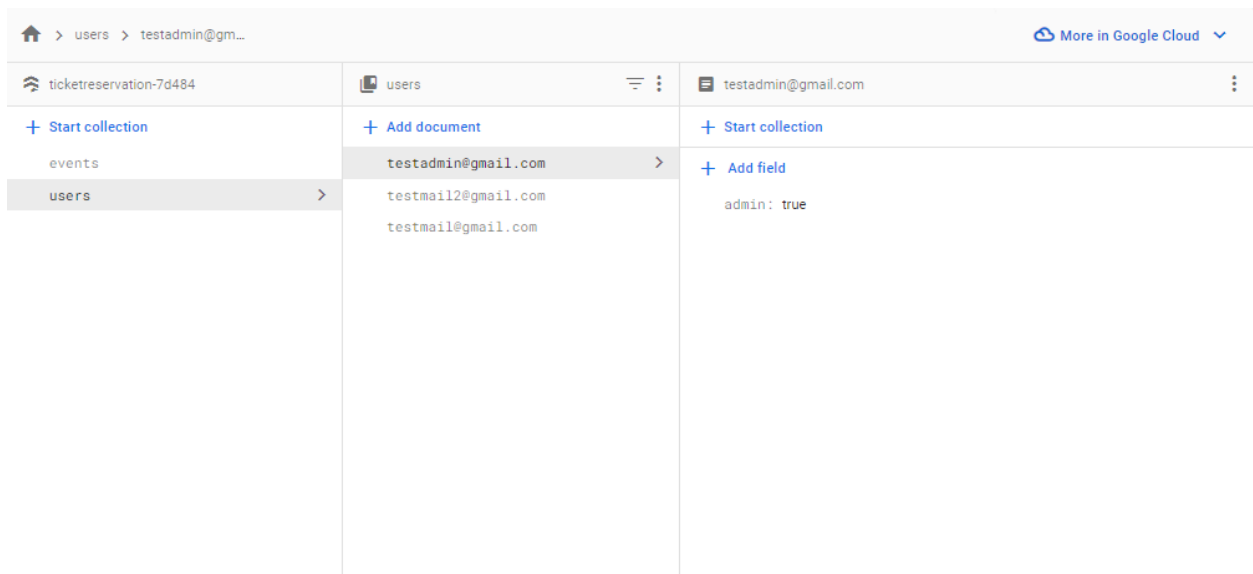 users > testadmin@gm...
More in Google Cloud
ticketreservation-7d484
users
testadmin@gmail.com
+ Start collection
+ Add document
+ Start collection
events
users
testadmin@gmail.com
testmail2@gmail.com
testmail@gmail.com
+ Add field
admin: true